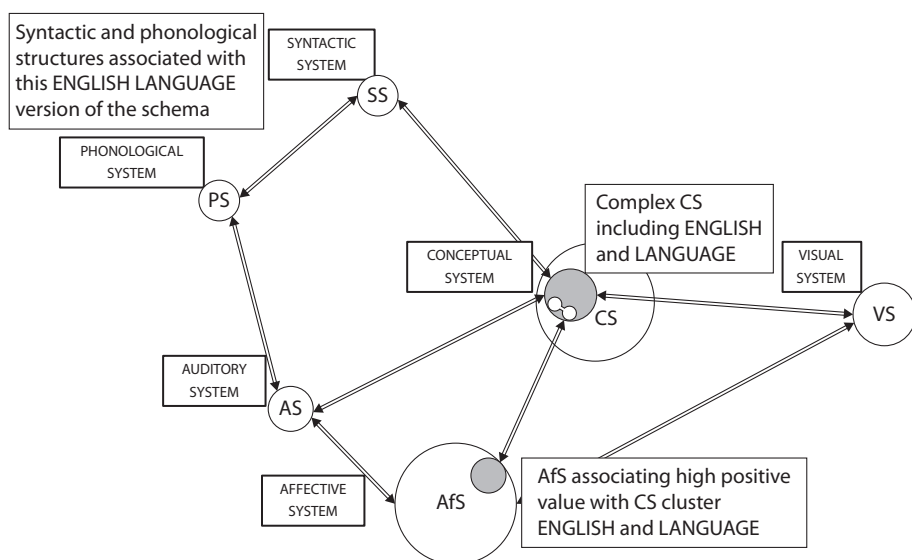 Syntactic and phonological
structures associated with
this ENGLISH LANGUAGE
version of the schema
SYNTACTIC
SYSTEM
SS
PHONOLOGICAL
SYSTEM
PS
Complex CS
including ENGLISH
and LANGUAGE
CONCEPTUAL
SYSTEM
CS
VISUAL
SYSTEM
VS
AUDITORY
SYSTEM
AS
AFFECTIVE
SYSTEM
AfS
AfS associating high positive
value with CS cluster
ENGLISH and LANGUAGE